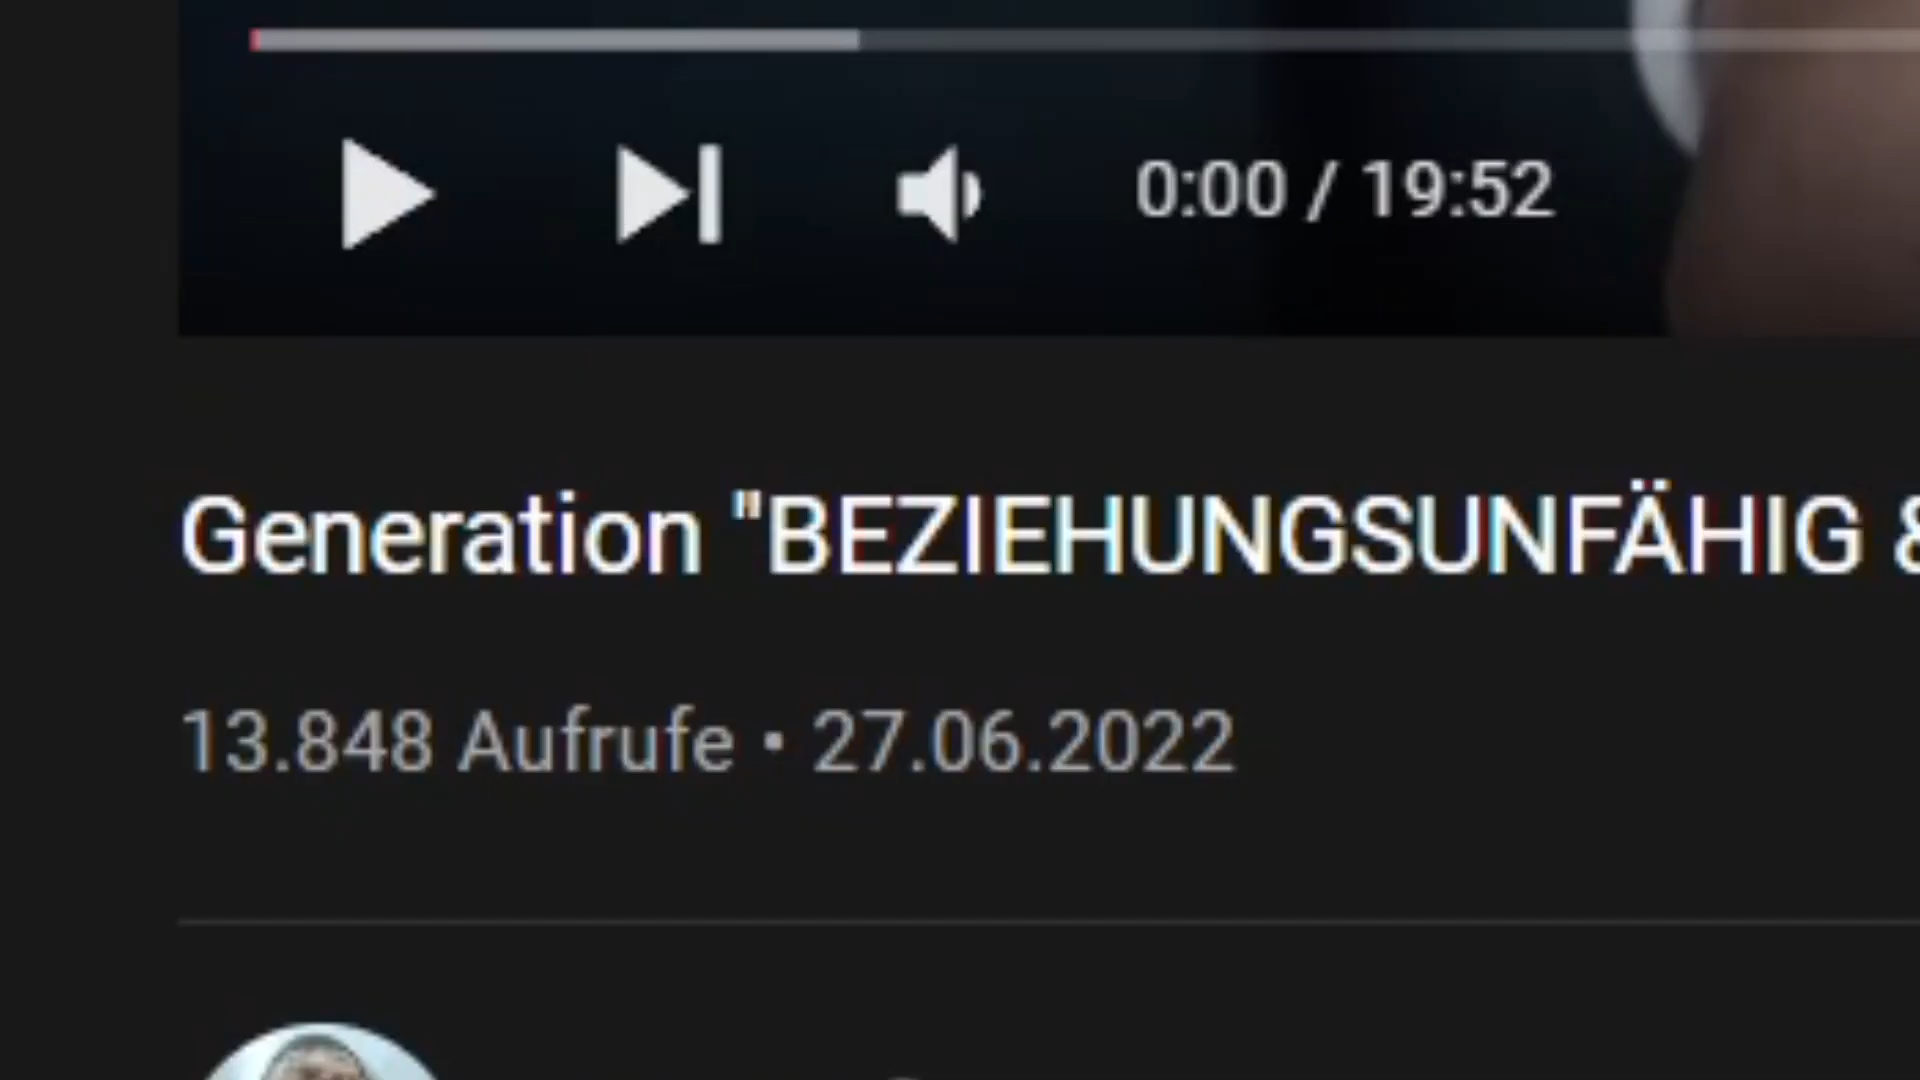 0:00 / 19:52
Generation "BEZIEHUNGSUNFÄHIG &
13.848 Aufrufe • 27.06.2022